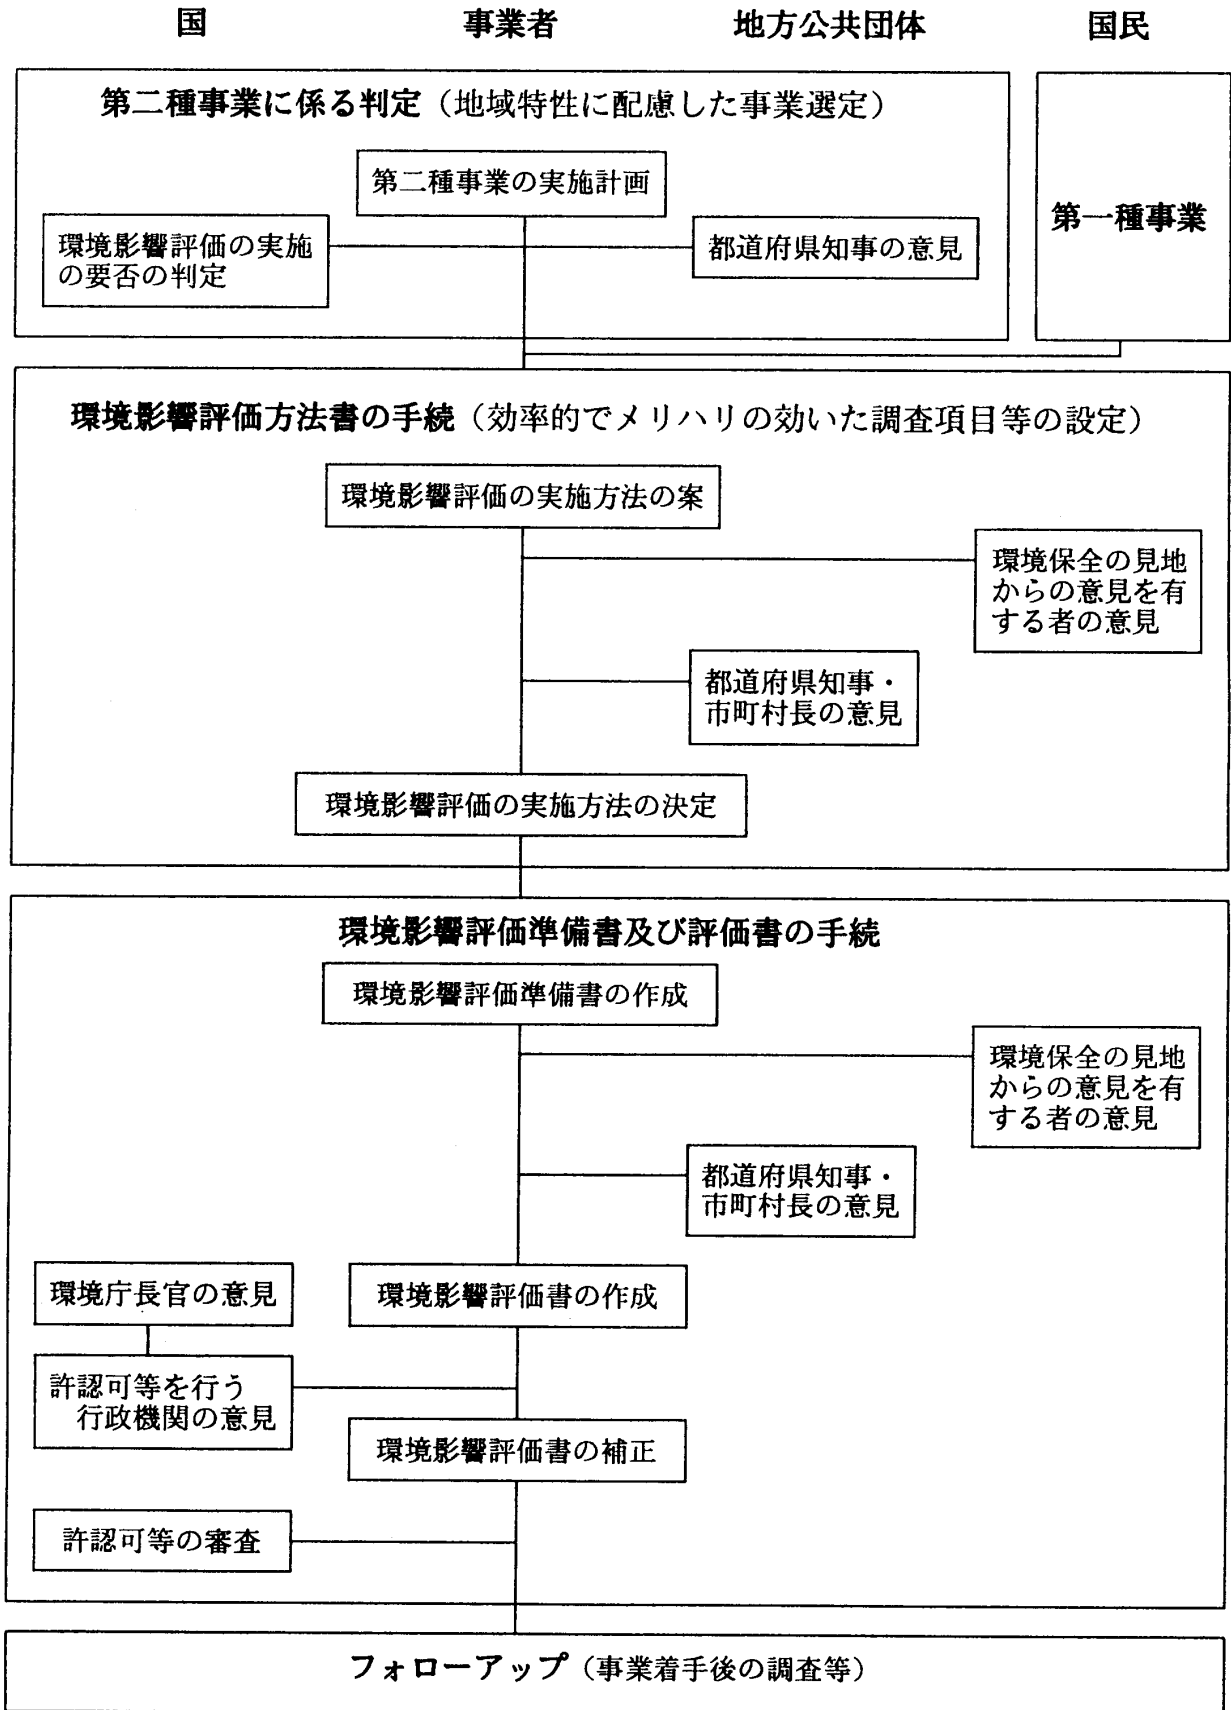 国 事業者 地方公共団体 国民
第二種事業に係る判定（地域特性に配慮した事業選定）
第二種事業の実施計画
環境影響評価の実施
の要否の判定
都道府県知事の意見
第一種事業
環境影響評価方法書の手続（効率的でメリハリの効いた調査項目等の設定）
環境影響評価の実施方法の案
環境保全の見地
からの意見を有
する者の意見
都道府県知事・
市町村長の意見
環境影響評価の実施方法の決定
環境影響評価準備書及び評価書の手続
環境影響評価準備書の作成
環境保全の見地
からの意見を有
する者の意見
都道府県知事・
市町村長の意見
環境庁長官の意見
環境影響評価書の作成
許認可等を行う
行政機関の意見
環境影響評価書の補正
許認可等の審査
フォローアップ（事業着手後の調査等）